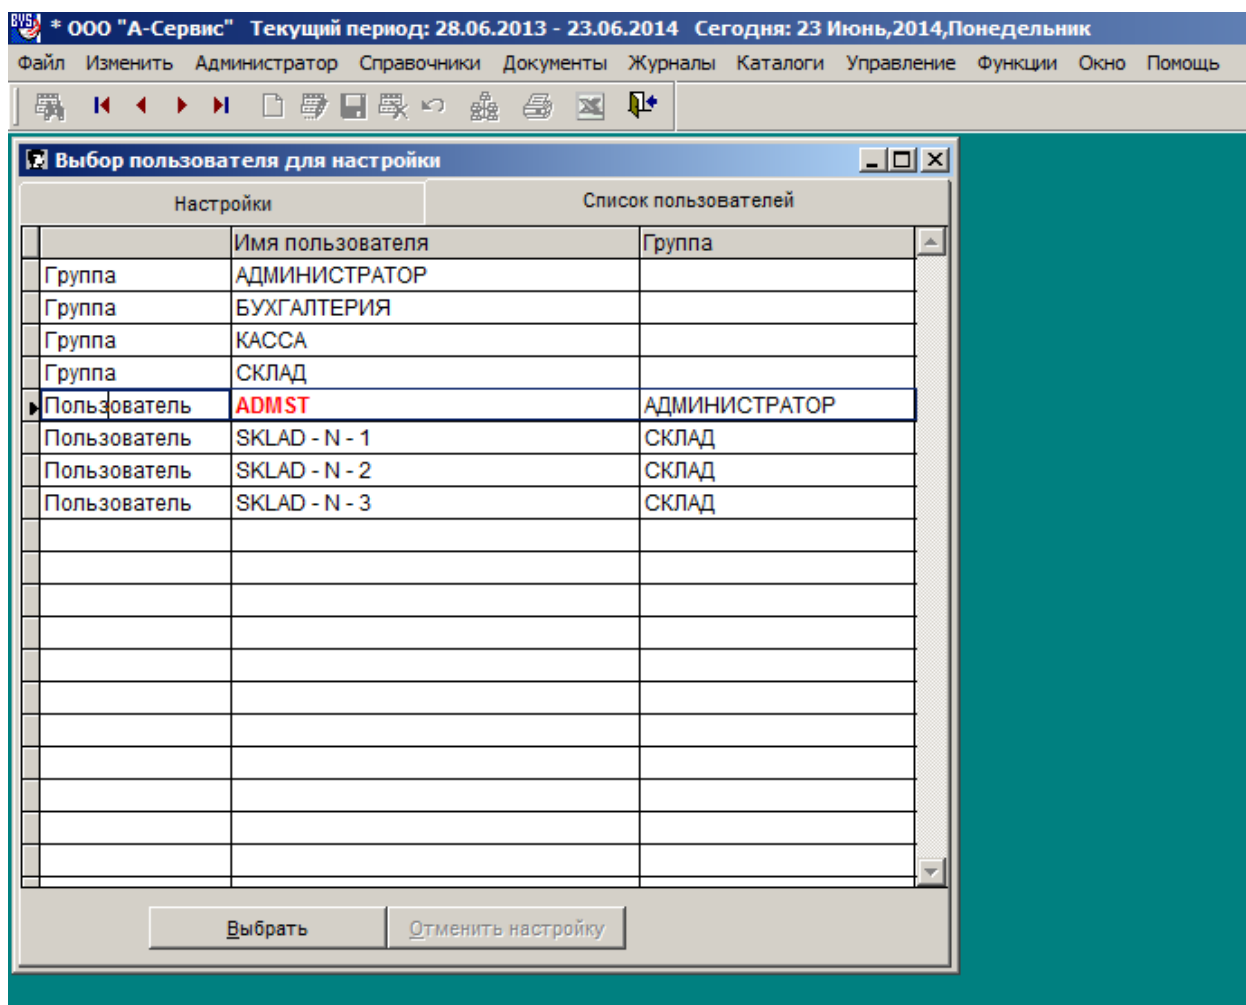 BYS * ООО "А-Сервис" Текущий период: 28.06.2013 - 23.06.2014 Сегодня: 23 Июнь,2014,Понедельник
Файл Изменить Администратор Справочники Документы Журналы Каталоги Управление Функции Окно Помощь
Выбор пользователя для настройки
Настройки Список пользователей
Имя пользователя Группа
Группа АДМИНИСТРАТОР
Группа БУХГАЛТЕРИЯ
Группа КАССА
Группа СКЛАД
Пользователь ADMST АДМИНИСТРАТОР
Пользователь SKLAD - N - 1 СКЛАД
Пользователь SKLAD - N - 2 СКЛАД
Пользователь SKLAD - N - 3 СКЛАД
Выбрать Отменить настройку